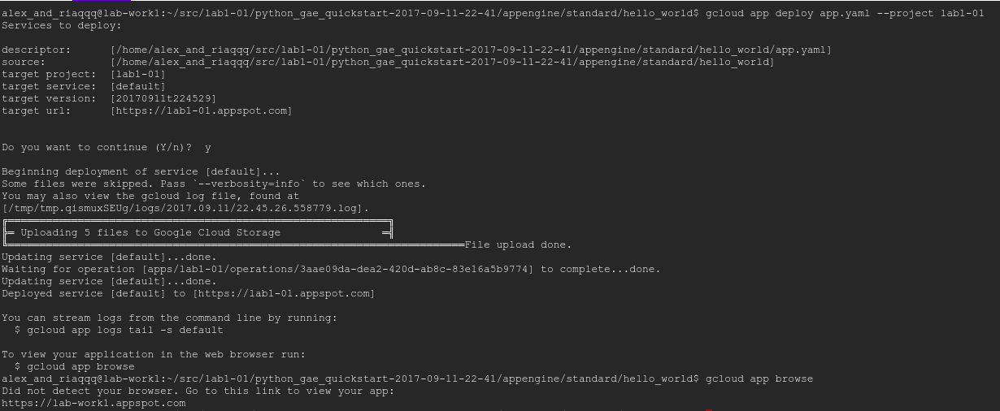 alex_and_riaqqq@lab-work1:~/src/lab1-01/python_gae_quickstart-2017-09-11-22-41/appengine/standard/hello_world$ gcloud app deploy app.yaml --project lab1-01
Services to deploy:
descriptor:      [/home/alex_and_riaqqq/src/lab1-01/python_gae_quickstart-2017-09-11-22-41/appengine/standard/hello_world/app.yaml]
source:          [/home/alex_and_riaqqq/src/lab1-01/python_gae_quickstart-2017-09-11-22-41/appengine/standard/hello_world]
target project:  [lab1-01]
target service:  [default]
target version:  [20170911t224529]
target url:      [https://lab1-01.appspot.com]
Do you want to continue (Y/n)?  y
Beginning deployment of service [default]...
Some files were skipped. Pass `--verbosity=info` to see which ones.
You may also view the gcloud log file, found at
[/tmp/tmp.qismuxSEUg/logs/2017.09.11/22.45.26.558779.log].
Uploading 5 files to Google Cloud Storage
File upload done.
Updating service [default]...done.
Waiting for operation [apps/lab1-01/operations/3aae09da-dea2-420d-ab8c-83e16a5b9774] to complete...done.
Updating service [default]...done.
Deployed service [default] to [https://lab1-01.appspot.com]
You can stream logs from the command line by running:
  $ gcloud app logs tail -s default
To view your application in the web browser run:
  $ gcloud app browse
alex_and_riaqqq@lab-work1:~/src/lab1-01/python_gae_quickstart-2017-09-11-22-41/appengine/standard/hello_world$ gcloud app browse
Did not detect your browser. Go to this link to view your app:
https://lab-work1.appspot.com